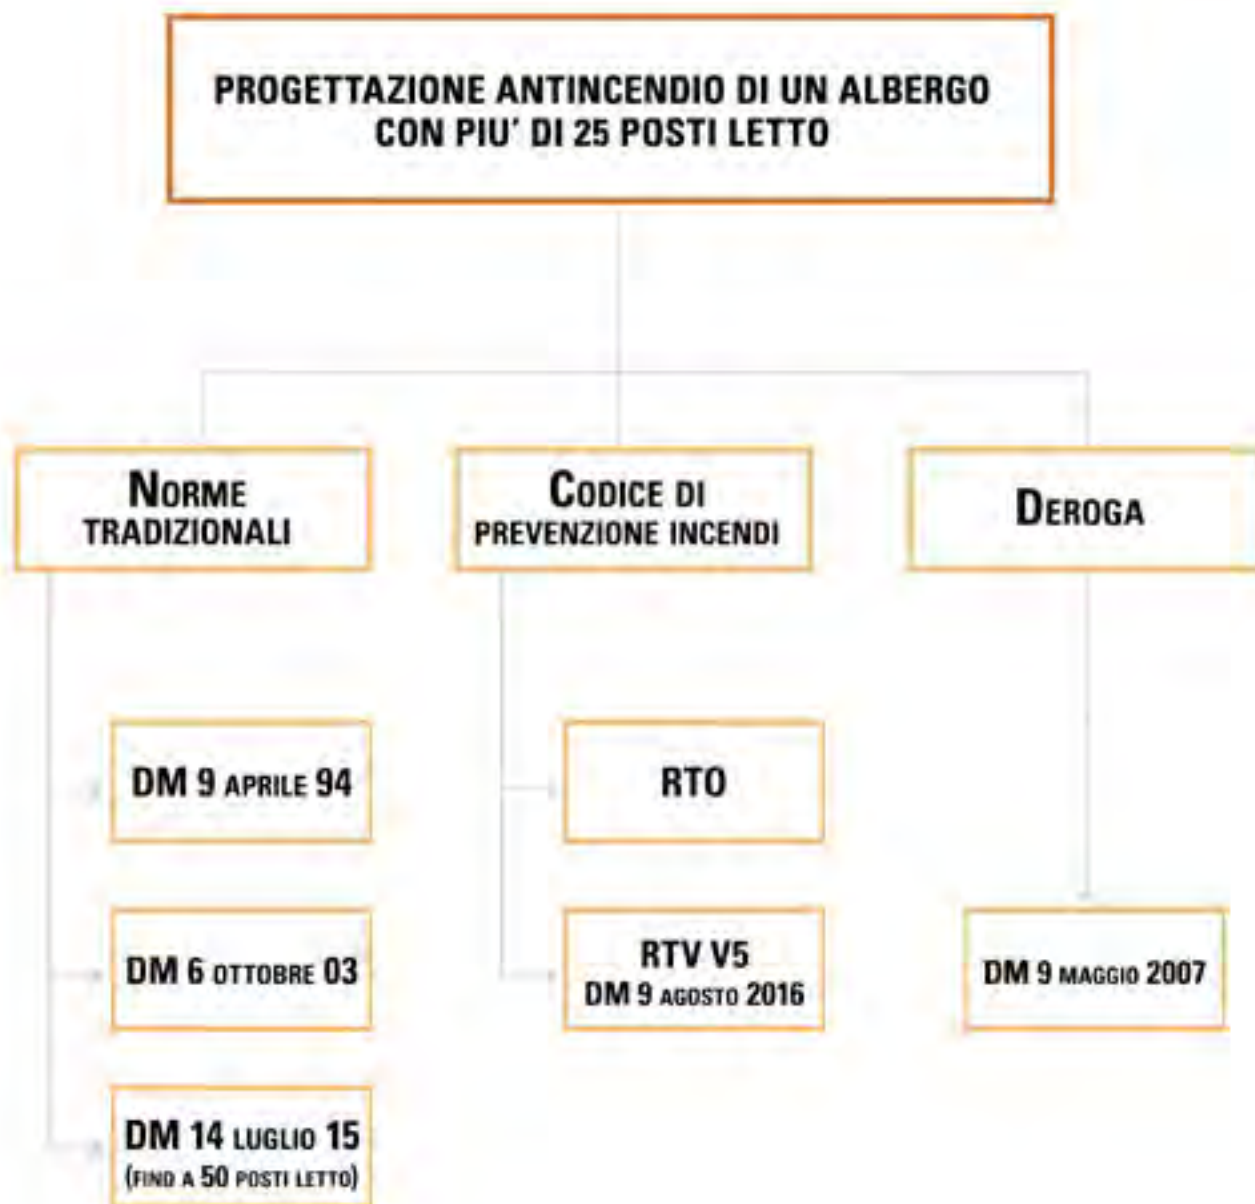 PROGETTAZIONE ANTINCENDIO DI UN ALBERGO
CON PIU' DI 25 POSTI LETTO
NORME
TRADIZIONALI
CODICE DI
PREVENZIONE INCENDI
DEROGA
DM 9 APRILE 94
RTO
DM 6 OTTOBRE 03
RTV V5
DM 9 AGOSTO 2016
DM 9 MAGGIO 2007
DM 14 LUGLIO 15
(FINO A 50 POSTI LETTO)